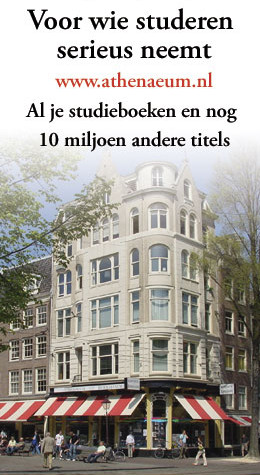 Voor wie studeren
serieus neemt
www.athenaeum.nl
Al je studieboeken en nog
10 miljoen andere titels